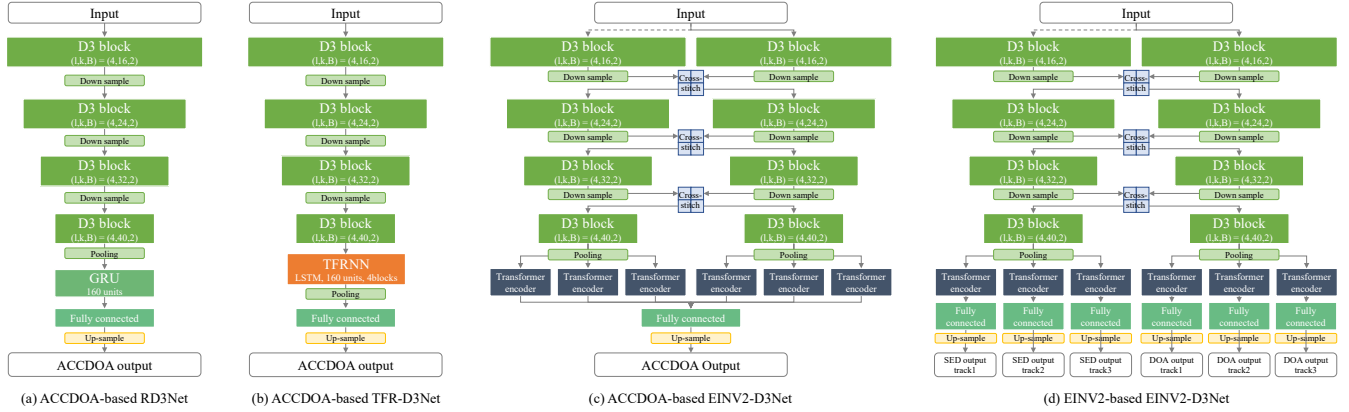 Input
D3 block
(l,k,B) = (4,16,2)
Down sample
D3 block
(l,k,B) = (4,24,2)
Down sample
D3 block
(l,k,B) = (4,32,2)
Down sample
D3 block
(l,k,B) = (4,40,2)
Pooling
GRU
160 units
Fully connected
Up-sample
ACCDOA output
(a) ACCDOA-based RD3Net
Input
D3 block
(l,k,B) = (4,16,2)
Down sample
D3 block
(l,k,B) = (4,24,2)
Down sample
D3 block
(l,k,B) = (4,32,2)
Down sample
D3 block
(l,k,B) = (4,40,2)
TFRNN
LSTM, 160 units, 4blocks
Pooling
Fully connected
Up-sample
ACCDOA output
(b) ACCDOA-based TFR-D3Net
Input
D3 block
(l,k,B) = (4,16,2)
D3 block
(l,k,B) = (4,16,2)
Down sample
Cross-
stitch
Down sample
D3 block
(l,k,B) = (4,24,2)
D3 block
(l,k,B) = (4,24,2)
Down sample
Cross-
stitch
Down sample
D3 block
(l,k,B) = (4,32,2)
D3 block
(l,k,B) = (4,32,2)
Down sample
Cross-
stitch
Down sample
D3 block
(l,k,B) = (4,40,2)
D3 block
(l,k,B) = (4,40,2)
Pooling
Pooling
Transformer
encoder
Transformer
encoder
Transformer
encoder
Transformer
encoder
Transformer
encoder
Transformer
encoder
Fully connected
Up-sample
ACCDOA Output
(c) ACCDOA-based EINV2-D3Net
Input
D3 block
(l,k,B) = (4,16,2)
D3 block
(l,k,B) = (4,16,2)
Down sample
Cross-
stitch
Down sample
D3 block
(l,k,B) = (4,24,2)
D3 block
(l,k,B) = (4,24,2)
Down sample
Cross-
stitch
Down sample
D3 block
(l,k,B) = (4,32,2)
D3 block
(l,k,B) = (4,32,2)
Down sample
Cross-
stitch
Down sample
D3 block
(l,k,B) = (4,40,2)
D3 block
(l,k,B) = (4,40,2)
Pooling
Pooling
Transformer
encoder
Transformer
encoder
Transformer
encoder
Transformer
encoder
Transformer
encoder
Transformer
encoder
Fully
connected
Fully
connected
Fully
connected
Fully
connected
Fully
connected
Fully
connected
Up-sample
Up-sample
Up-sample
Up-sample
Up-sample
Up-sample
SED output
track1
SED output
track2
SED output
track3
DOA output
track1
DOA output
track2
DOA output
track3
(d) EINV2-based EINV2-D3Net